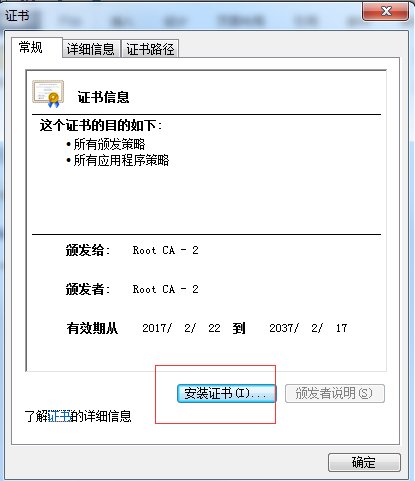 证书
常规
详细信息
证书路径
证书信息
这个证书的目的如下:
• 所有颁发策略
• 所有应用程序策略
颁发给: Root CA - 2
颁发者: Root CA - 2
有效期从 2017/ 2/ 22 到 2037/ 2/ 17
安装证书(I)...
颁发者说明(S)
了解证书的详细信息
确定